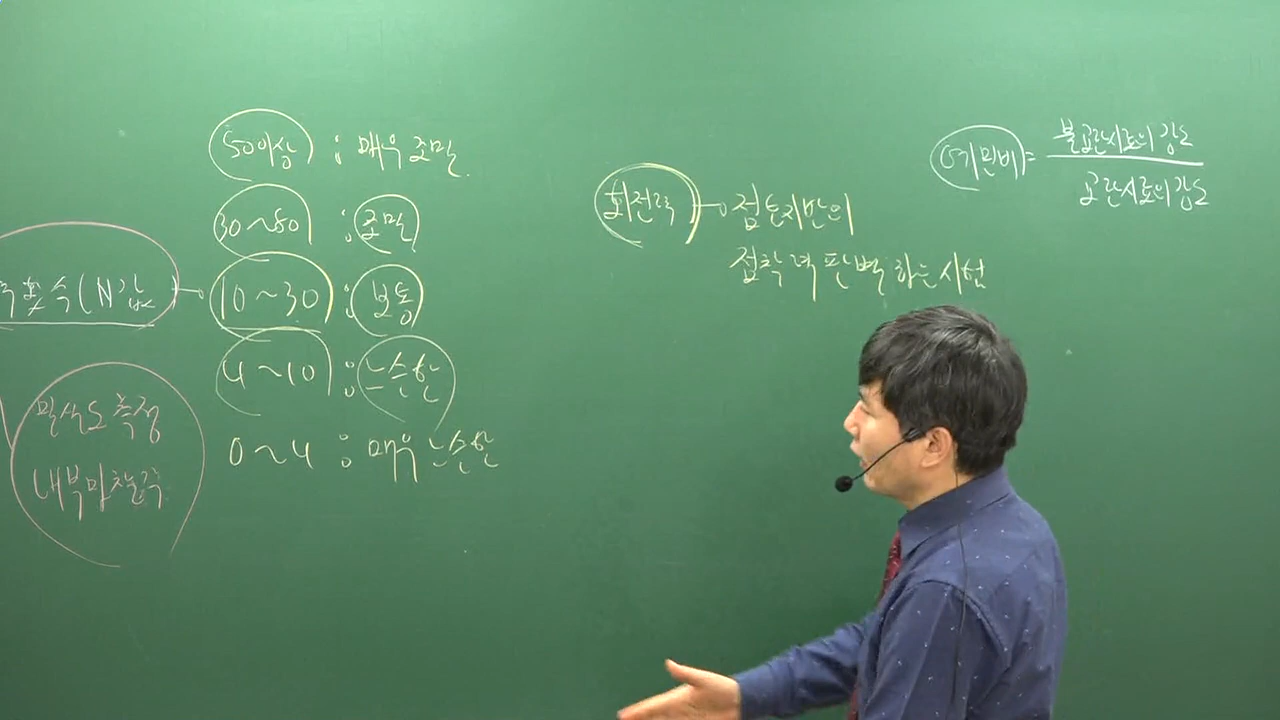 50이상 : 매우 조밀.
30~50 : 조밀
횟수(N값
10~30 : 보통
4~10 : 느슨한
0~4 : 매우 느슨한
밀식도 측정
내부마찰각
회전력 → 점토지반의
점착력 판별하는 시험
예민비 = 불교란시료의 강도
교란시료의 강도